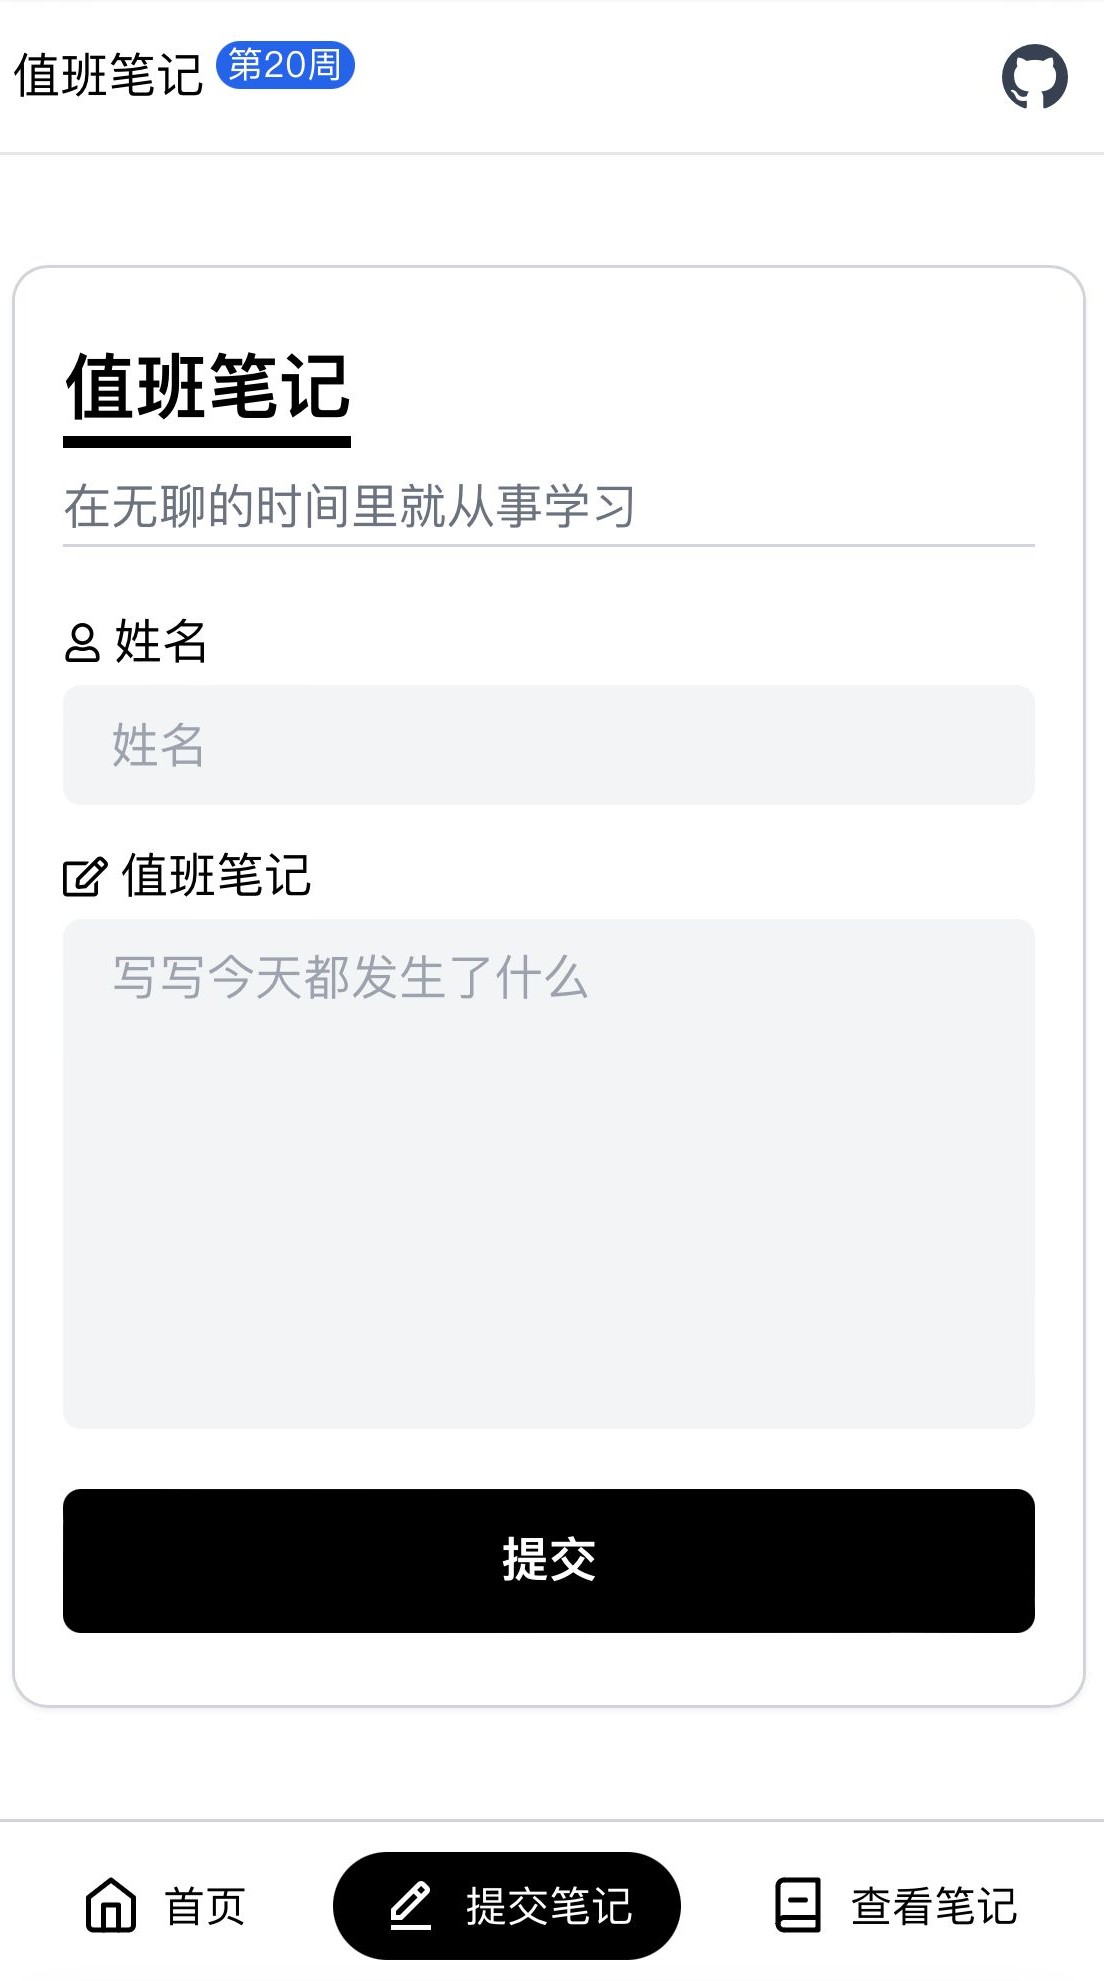 值班笔记 第20周
值班笔记
在无聊的时间里就从事学习
姓名
姓名
值班笔记
写写今天都发生了什么
提交
首页 提交笔记 查看笔记